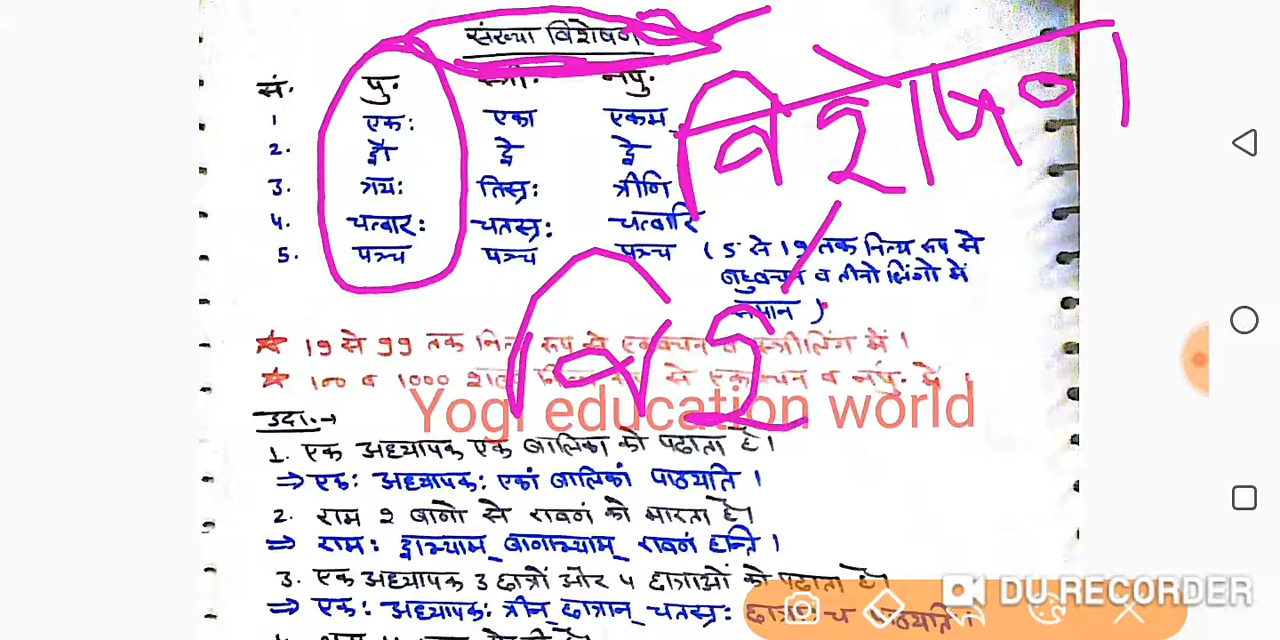 संख्या विशेषण
सं. पु. स्त्री. नपु.
1 एक: एका एकम्
2. द्वौ द्वे द्वे
3. त्रय: तिस्र: त्रीणि
4. चत्वार: चतस्र: चत्वारि
5. पञ्च पञ्च पञ्च ( 5 से 19 तक नित्य रूप से
बहुवचन व तीनो लिंगो में
समान )
विशेषण
★ 19 से 99 तक नित्य रूप से एकवचन व स्त्रीलिंग में।
★ 100 व 1000 से एकवचन व नपुं. में।
Yogi education world
उदा.→
1. एक अध्यापक एक बालिका को पढाता है।
⇒ एक: अध्यापक: एकां बालिकां पाठयति।
2. राम 2 बाणो से रावण को मारता है।
⇒ राम: द्वाभ्याम् बाणाभ्याम् रावणं हन्ति।
3. एक अध्यापक 3 छात्रों और 4 छात्राओं को पढाता है।
⇒ एक: अध्यापक: त्रीन् छात्रान् चतस्र: च पाठयति।
DU RECORDER